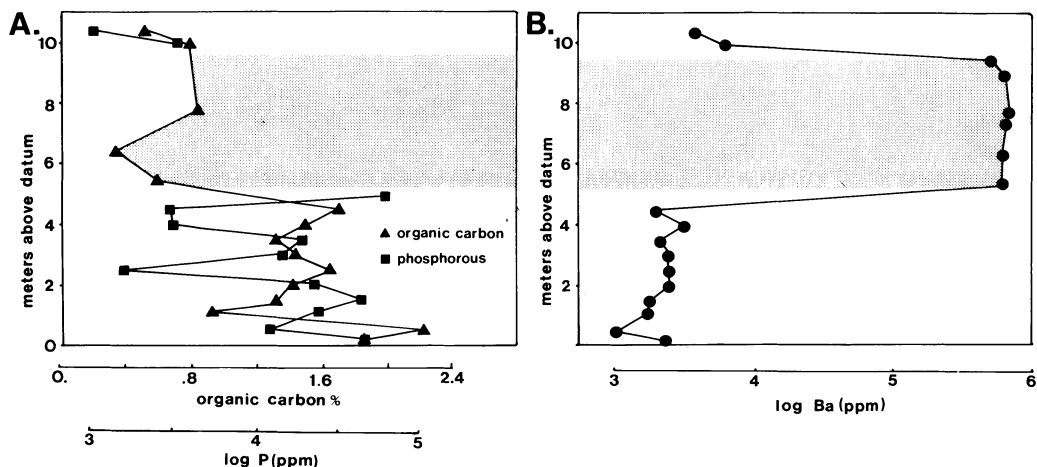 A.
10
8
6
4
2
0
meters above datum
organic carbon
phosphorous
0. .8 1.6 2.4
organic carbon %
3 4 5
log P(ppm)
B.
10
8
6
4
2
0
meters above datum
3 4 5 6
log Ba(ppm)